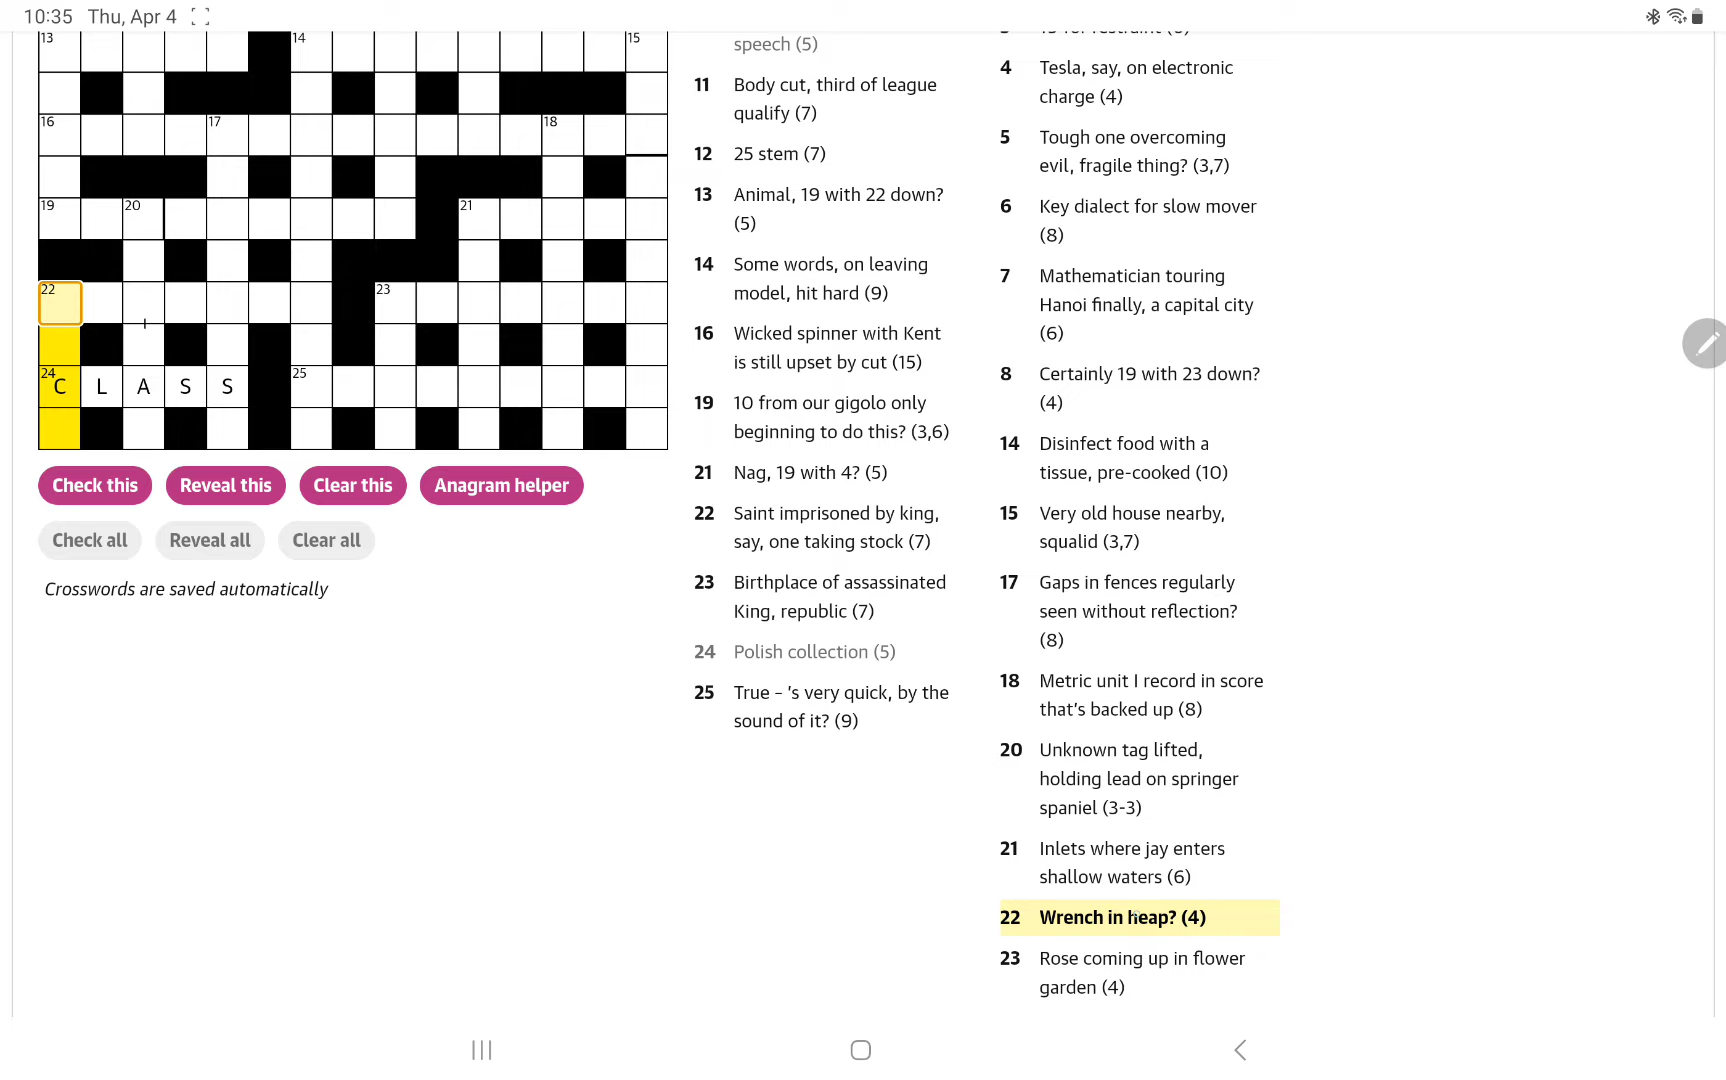 10:35 Thu, Apr 4
13 14 15
16 17 18
19 20 21
22 23
24 C L A S S 25
Check this Reveal this Clear this Anagram helper
Check all Reveal all Clear all
Crosswords are saved automatically
speech (5)
11 Body cut, third of league
qualify (7)
12 25 stem (7)
13 Animal, 19 with 22 down?
(5)
14 Some words, on leaving
model, hit hard (9)
16 Wicked spinner with Kent
is still upset by cut (15)
19 10 from our gigolo only
beginning to do this? (3,6)
21 Nag, 19 with 4? (5)
22 Saint imprisoned by king,
say, one taking stock (7)
23 Birthplace of assassinated
King, republic (7)
24 Polish collection (5)
25 True – 's very quick, by the
sound of it? (9)
4 Tesla, say, on electronic
charge (4)
5 Tough one overcoming
evil, fragile thing? (3,7)
6 Key dialect for slow mover
(8)
7 Mathematician touring
Hanoi finally, a capital city
(6)
8 Certainly 19 with 23 down?
(4)
14 Disinfect food with a
tissue, pre-cooked (10)
15 Very old house nearby,
squalid (3,7)
17 Gaps in fences regularly
seen without reflection?
(8)
18 Metric unit I record in score
that's backed up (8)
20 Unknown tag lifted,
holding lead on springer
spaniel (3-3)
21 Inlets where jay enters
shallow waters (6)
22 Wrench in heap? (4)
23 Rose coming up in flower
garden (4)